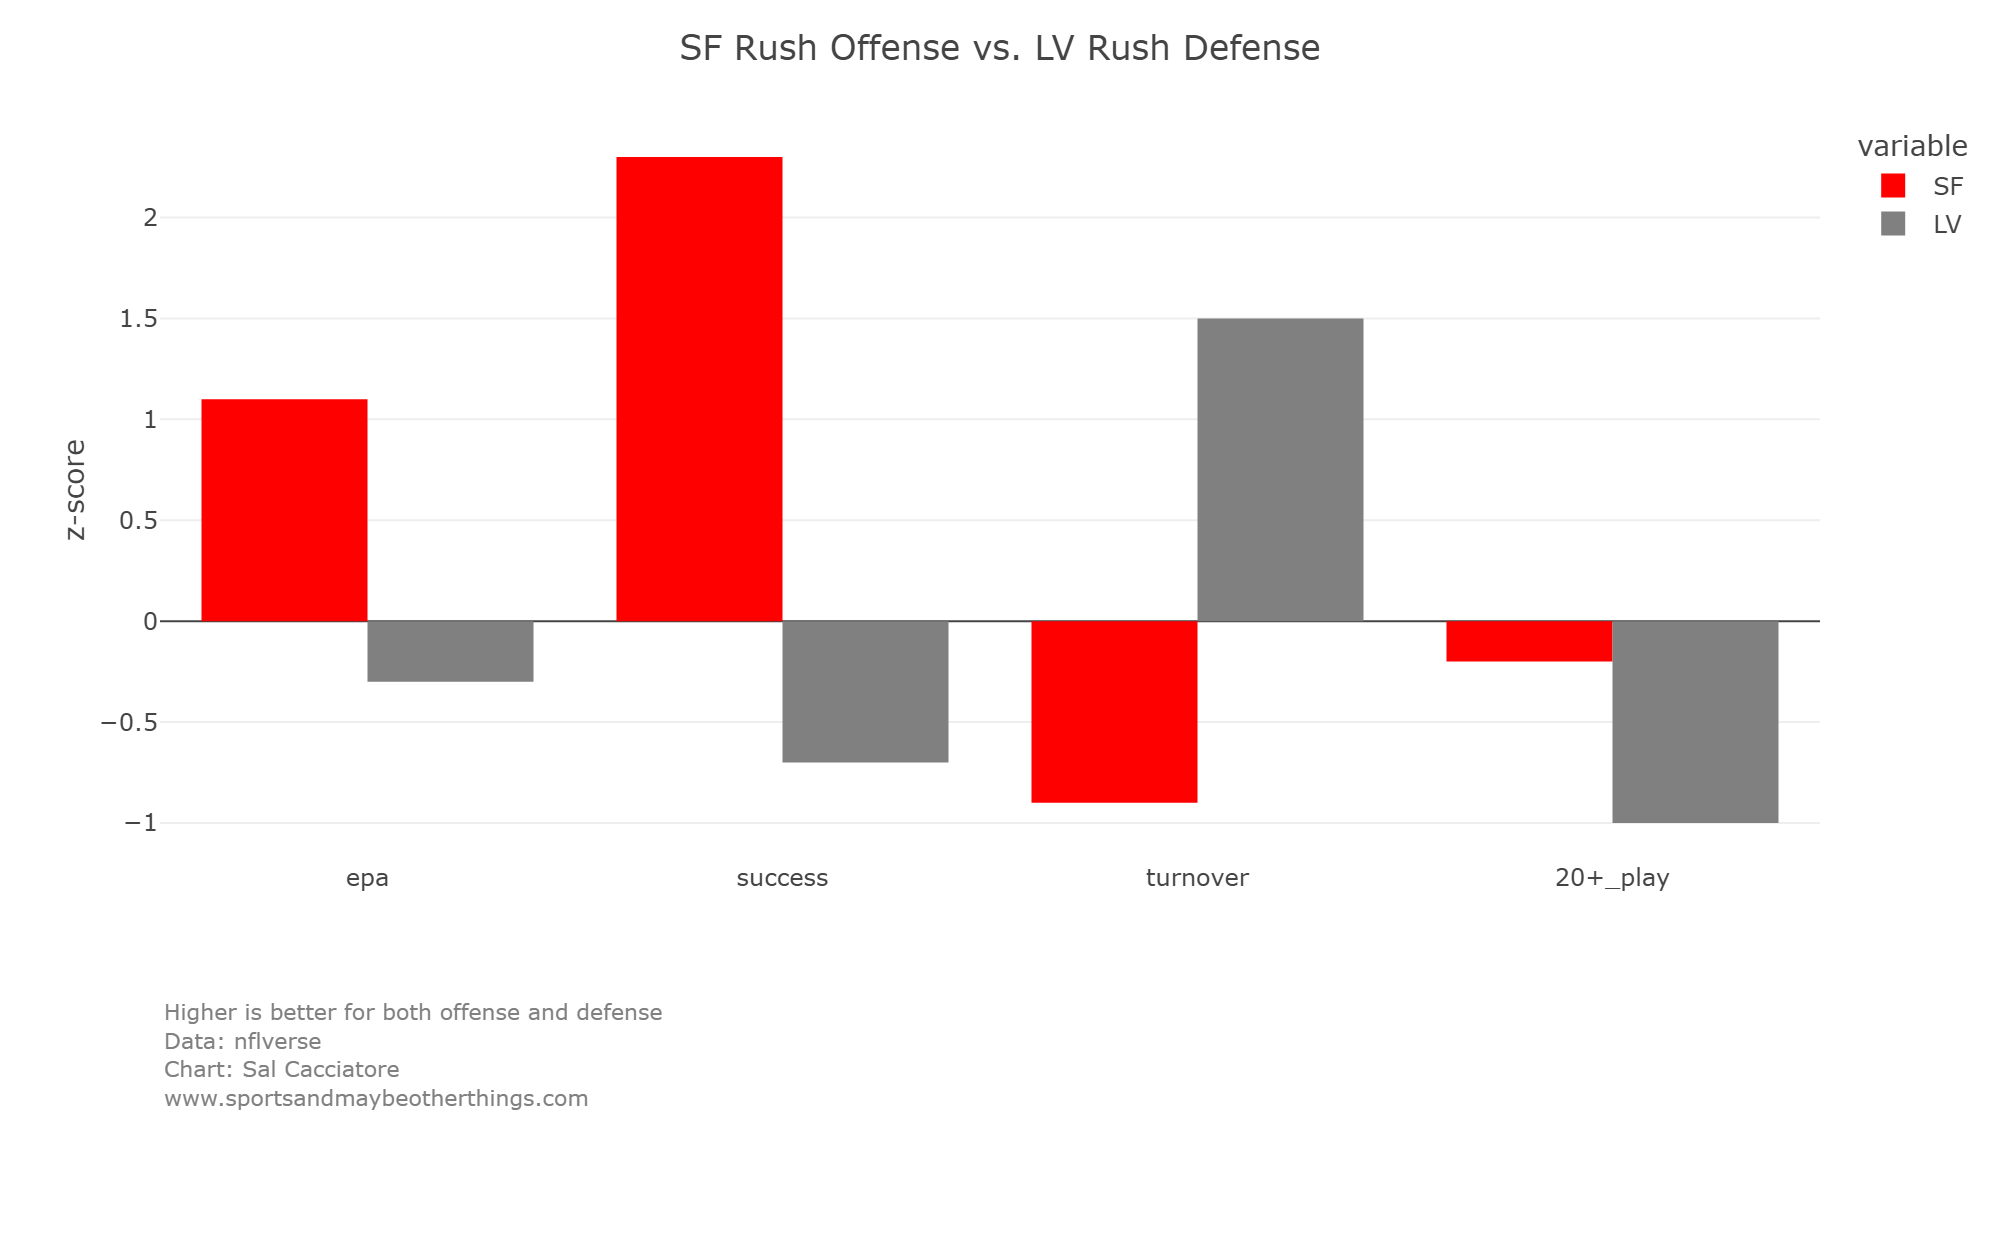 SF Rush Offense vs. LV Rush Defense
variable
SF
LV
z-score
2
1.5
1
0.5
0
−0.5
−1
epa
success
turnover
20+_play
Higher is better for both offense and defense
Data: nflverse
Chart: Sal Cacciatore
www.sportsandmaybeotherthings.com